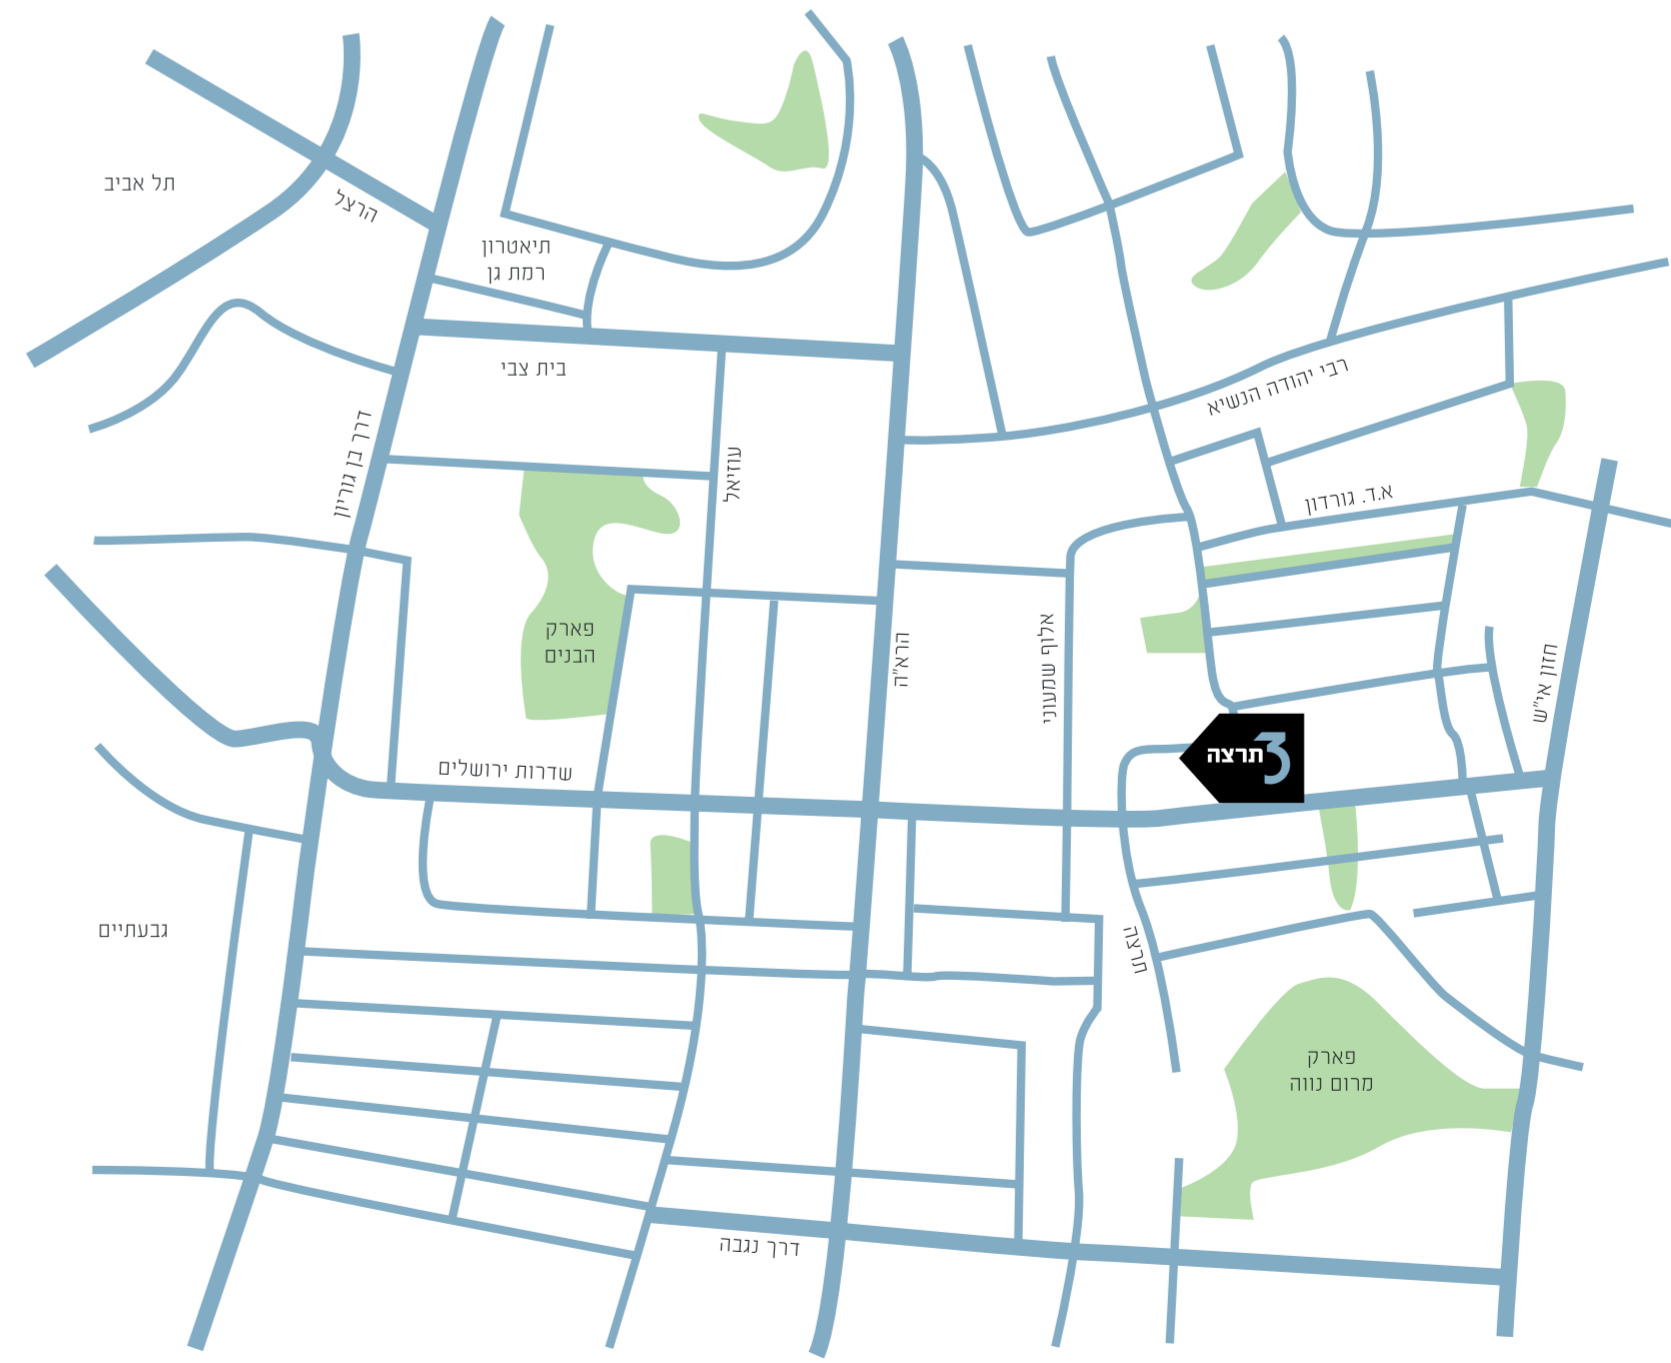 תל אביב
הרצל
תיאטרון
רמת גן
בית צבי
רבי יהודה הנשיא
דרך בן גוריון
עוזיאל
א.ד. גורדון
פארק
הבנים
הרא"ה
אלוף שמעוני
חזון אי"ש
תרצה 3
שדרות ירושלים
גבעתיים
תרצה
פארק
מרום נווה
דרך נגבה